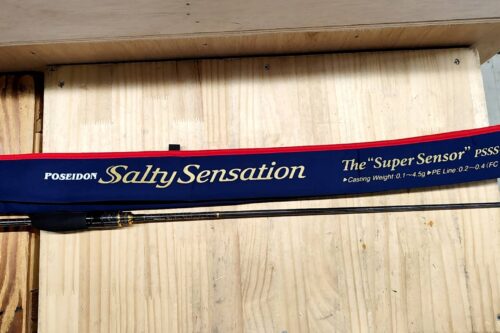 POSEIDON Salty Sensation
The "Super Sensor" PSSS
▶Casting Weight:0.1~4.5g ▶PE Line:0.2~0.4 (FC